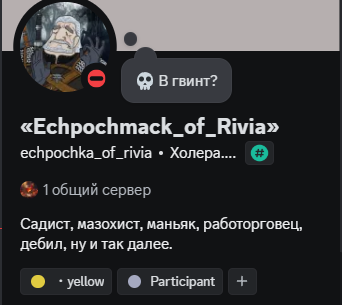 В гвинт?
«Echpochmack_of_Rivia»
echpochka_of_rivia • Холера....
1 общий сервер
Садист, мазохист, маньяк, работорговец,
дебил, ну и так далее.
· yellow Participant +